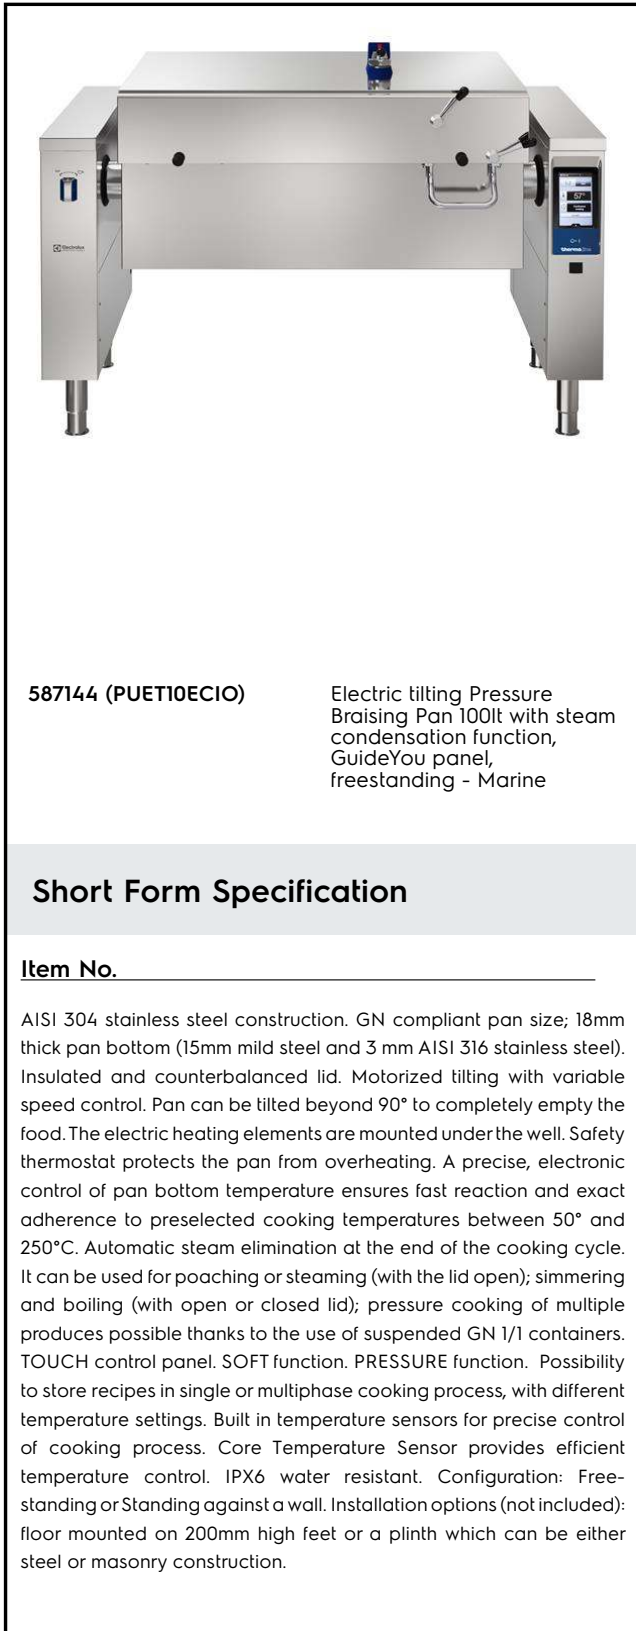 Electrolux
57°
thermaline
587144 (PUET10ECIO)
Electric tilting Pressure
Braising Pan 100lt with steam
condensation function,
GuideYou panel,
freestanding - Marine
Short Form Specification
Item No.
AISI 304 stainless steel construction. GN compliant pan size; 18mm
thick pan bottom (15mm mild steel and 3 mm AISI 316 stainless steel).
Insulated and counterbalanced lid. Motorized tilting with variable
speed control. Pan can be tilted beyond 90° to completely empty the
food. The electric heating elements are mounted under the well. Safety
thermostat protects the pan from overheating. A precise, electronic
control of pan bottom temperature ensures fast reaction and exact
adherence to preselected cooking temperatures between 50° and
250°C. Automatic steam elimination at the end of the cooking cycle.
It can be used for poaching or steaming (with the lid open); simmering
and boiling (with open or closed lid); pressure cooking of multiple
produces possible thanks to the use of suspended GN 1/1 containers.
TOUCH control panel. SOFT function. PRESSURE function. Possibility
to store recipes in single or multiphase cooking process, with different
temperature settings. Built in temperature sensors for precise control
of cooking process. Core Temperature Sensor provides efficient
temperature control. IPX6 water resistant. Configuration: Free-
standing or Standing against a wall. Installation options (not included):
floor mounted on 200mm high feet or a plinth which can be either
steel or masonry construction.